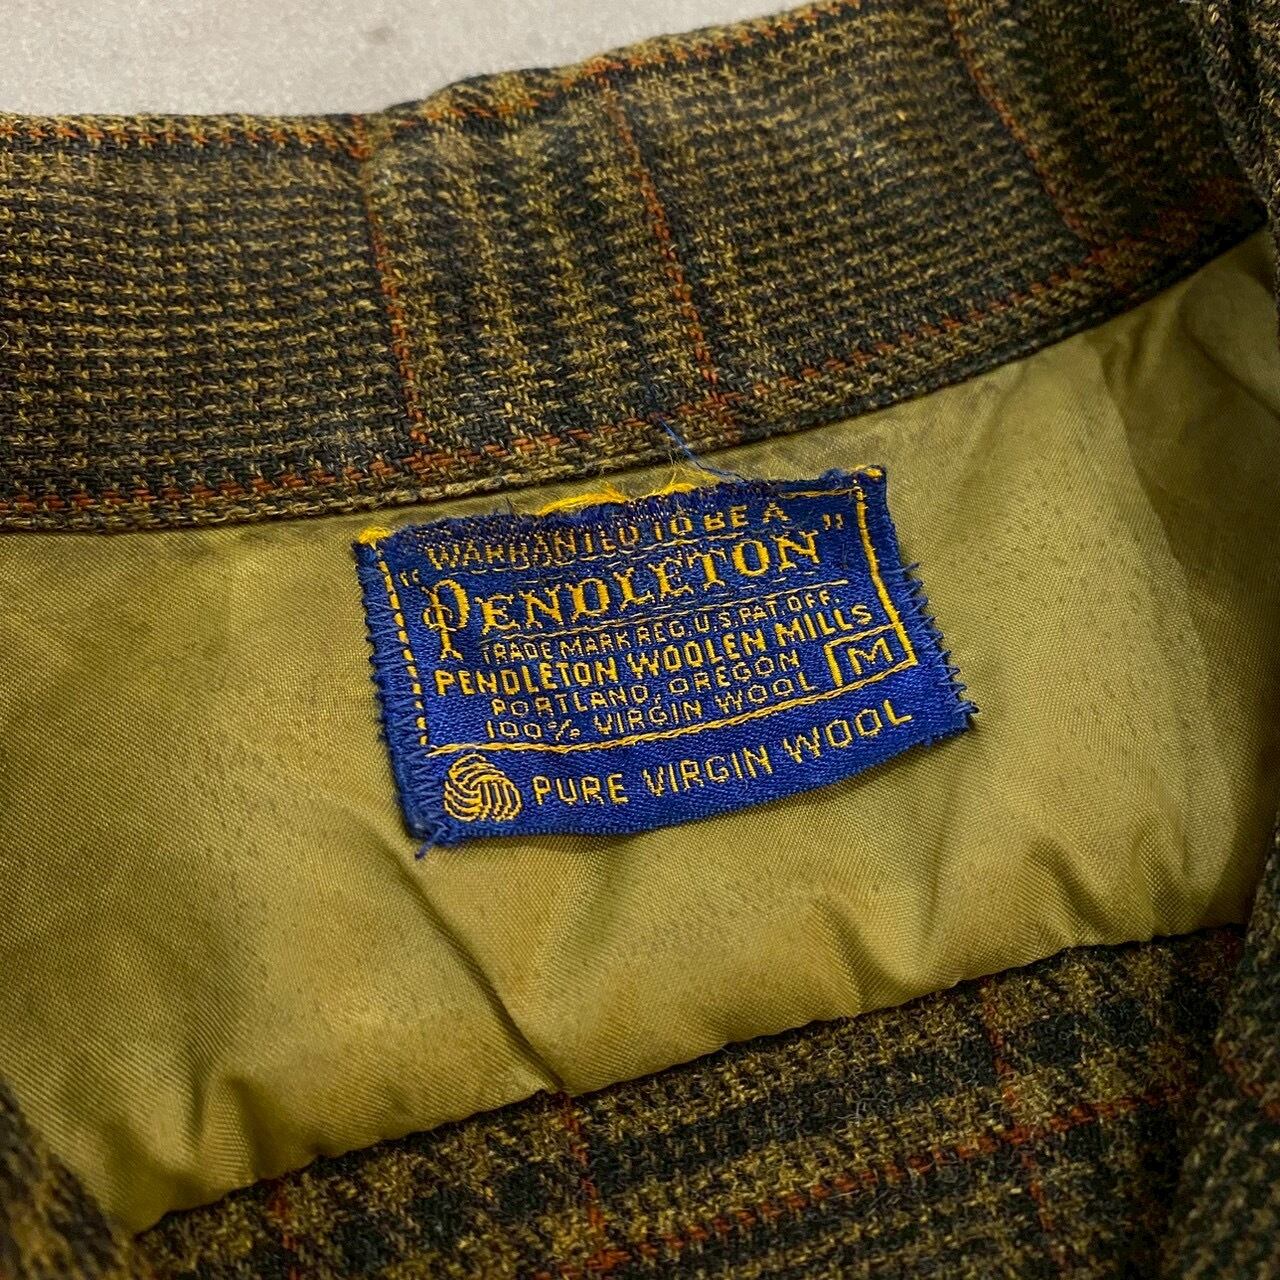 WARRANTED TO BE A
"PENDLETON"
TRADE MARK REG. U.S. PAT. OFF.
PENDLETON WOOLEN MILLS
PORTLAND, OREGON
100% VIRGIN WOOL
M
PURE VIRGIN WOOL